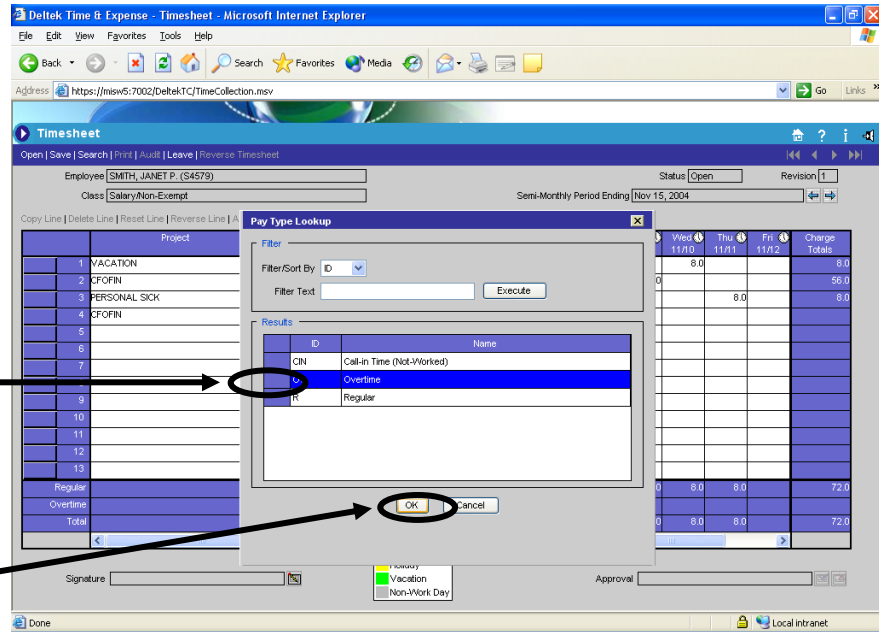 Deltek Time & Expense - Timesheet - Microsoft Internet Explorer
File Edit View Favorites Tools Help
Back Search Favorites Media
Address https://misw5:7002/DeltekTC/TimeCollection.msv Go Links »
Timesheet
Open | Save | Search | Print | Audit | Leave | Reverse Timesheet
Employee SMITH, JANET P. (S4579) Status Open Revision 1
Class Salary/Non-Exempt Semi-Monthly Period Ending Nov 15, 2004
Copy Line | Delete Line | Reset Line | Reverse Line | A
Project Wed 11/10 Thu 11/11 Fri 11/12 Charge Totals
1 VACATION 8.0 8.0
2 CFOFIN 0 56.0
3 PERSONAL SICK 8.0 8.0
4 CFOFIN
5
6
7
9
10
11
12
13
Regular 0 8.0 8.0 72.0
Overtime
Total 0 8.0 8.0 72.0
Pay Type Lookup
Filter
Filter/Sort By ID
Filter Text Execute
Results
ID Name
CIN Call-in Time (Not-Worked)
Overtime
R Regular
OK Cancel
Holiday
Vacation
Non-Work Day
Signature Approval
Done Local intranet